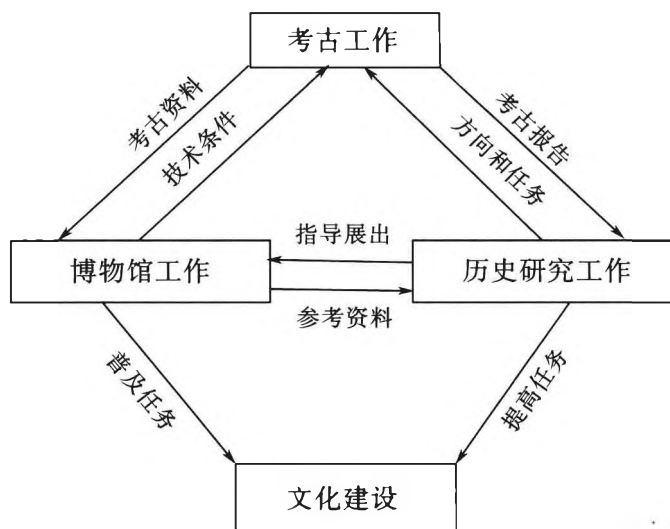 考古工作
考古资料
技术条件
方向和任务
考古报告
指导展出
博物馆工作
历史研究工作
参考资料
普及任务
提高任务
文化建设